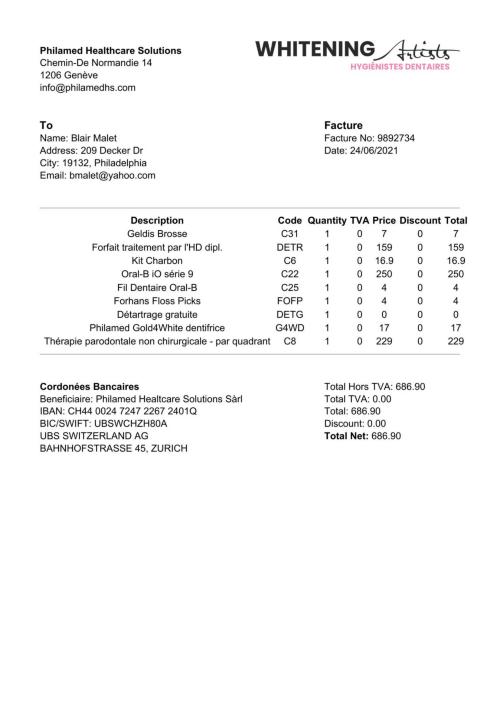 Philamed Healthcare Solutions
Chemin-De Normandie 14
1206 Genève
info@philamedhs.com
WHITENING Artists
HYGIÉNISTES DENTAIRES
To
Name: Blair Malet
Address: 209 Decker Dr
City: 19132, Philadelphia
Email: bmalet@yahoo.com
Facture
Facture No: 9892734
Date: 24/06/2021
Description Code Quantity TVA Price Discount Total
Geldis Brosse C31 1 0 7 0 7
Forfait traitement par l'HD dipl. DETR 1 0 159 0 159
Kit Charbon C6 1 0 16.9 0 16.9
Oral-B iO série 9 C22 1 0 250 0 250
Fil Dentaire Oral-B C25 1 0 4 0 4
Forhans Floss Picks FOFP 1 0 4 0 4
Détartrage gratuite DETG 1 0 0 0 0
Philamed Gold4White dentifrice G4WD 1 0 17 0 17
Thérapie parodontale non chirurgicale - par quadrant C8 1 0 229 0 229
Cordonées Bancaires
Beneficiaire: Philamed Healtcare Solutions Sàrl
IBAN: CH44 0024 7247 2267 2401Q
BIC/SWIFT: UBSWCHZH80A
UBS SWITZERLAND AG
BAHNHOFSTRASSE 45, ZURICH
Total Hors TVA: 686.90
Total TVA: 0.00
Total: 686.90
Discount: 0.00
Total Net: 686.90